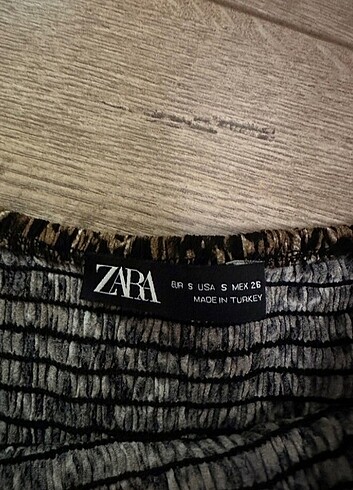 ZARA
EUR S USA S MEX 26
MADE IN TURKEY